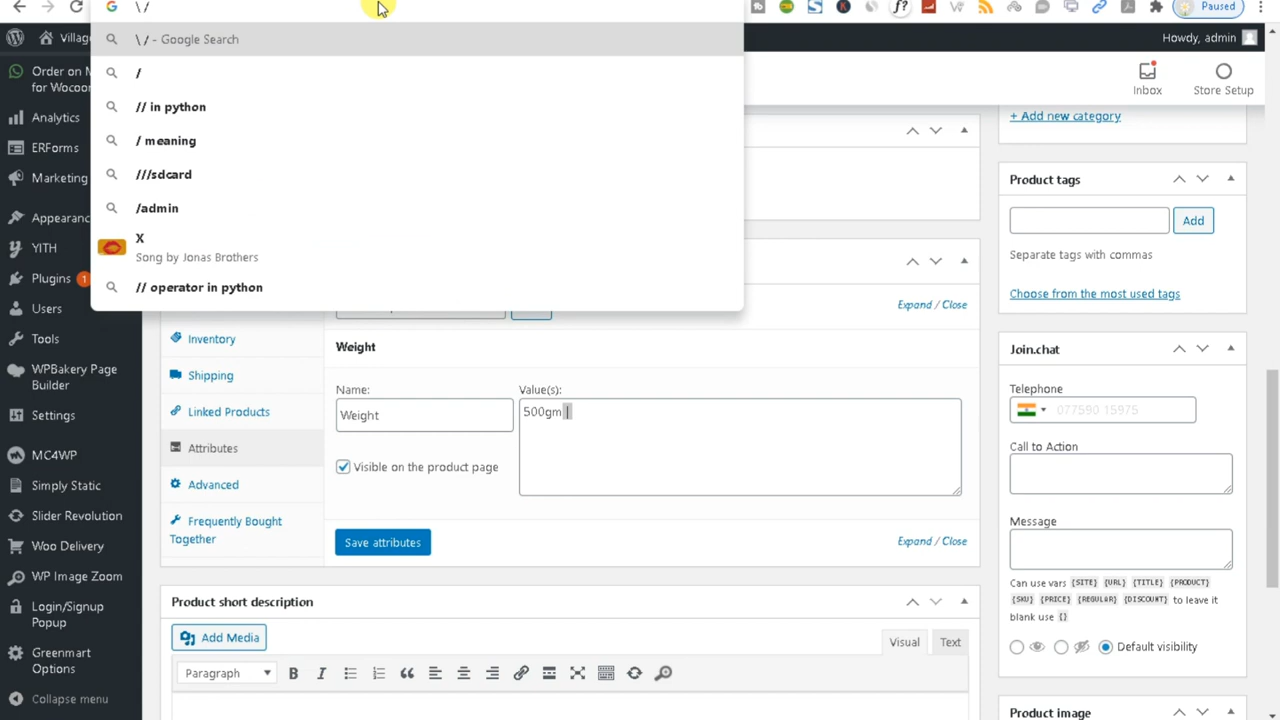 \ /
Paused
\ / - Google Search
/
// in python
/ meaning
///sdcard
/admin
X
Song by Jonas Brothers
// operator in python
Village
Howdy, admin
Order on
for Wocoo
Analytics
ERForms
Marketing
Appearance
YITH
Plugins 1
Users
Tools
WPBakery Page
Builder
Settings
MC4WP
Simply Static
Slider Revolution
Woo Delivery
WP Image Zoom
Login/Signup
Popup
Greenmart
Options
Collapse menu
Inbox
Store Setup
Expand / Close
Inventory
Shipping
Linked Products
Attributes
Advanced
Frequently Bought
Together
Weight
Name:
Value(s):
Weight
500gm |
Visible on the product page
Save attributes
Expand / Close
Product short description
Add Media
Visual
Text
Paragraph
B I
+ Add new category
Product tags
Add
Separate tags with commas
Choose from the most used tags
Join.chat
Telephone
077590 15975
Call to Action
Message
Can use vars {SITE} {URL} {TITLE} {PRODUCT}
{SKU} {PRICE} {REGULAR} {DISCOUNT} to leave it
blank use {}
Default visibility
Product image